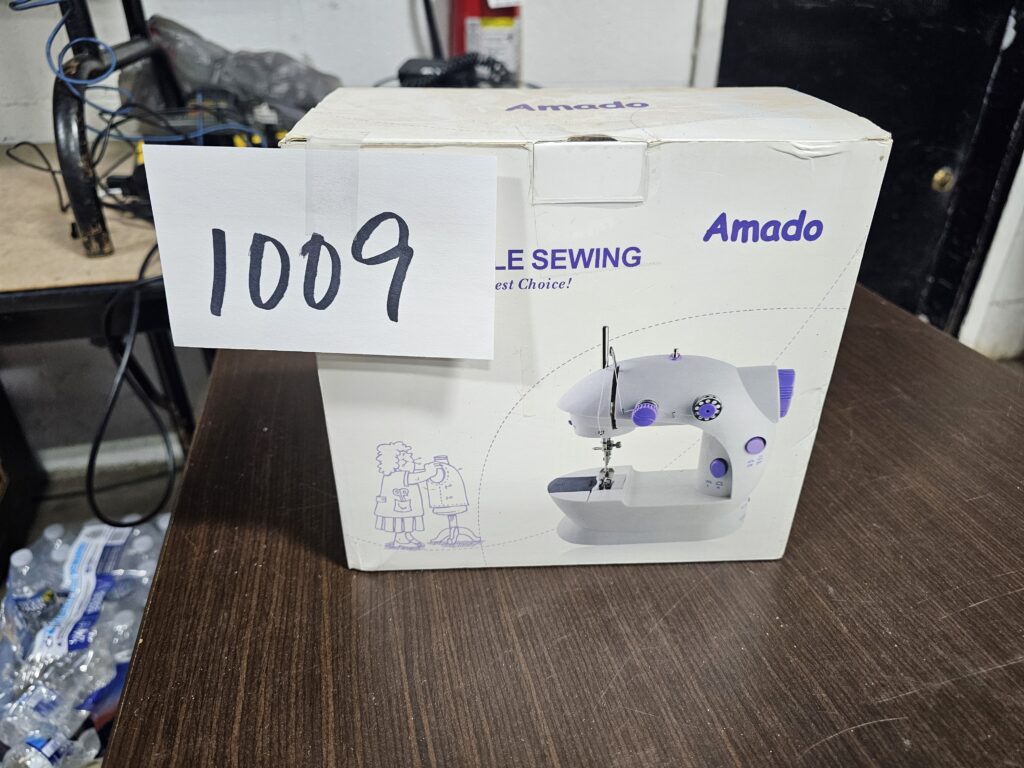 Amado
1009
Amado
LE SEWING
est Choice!